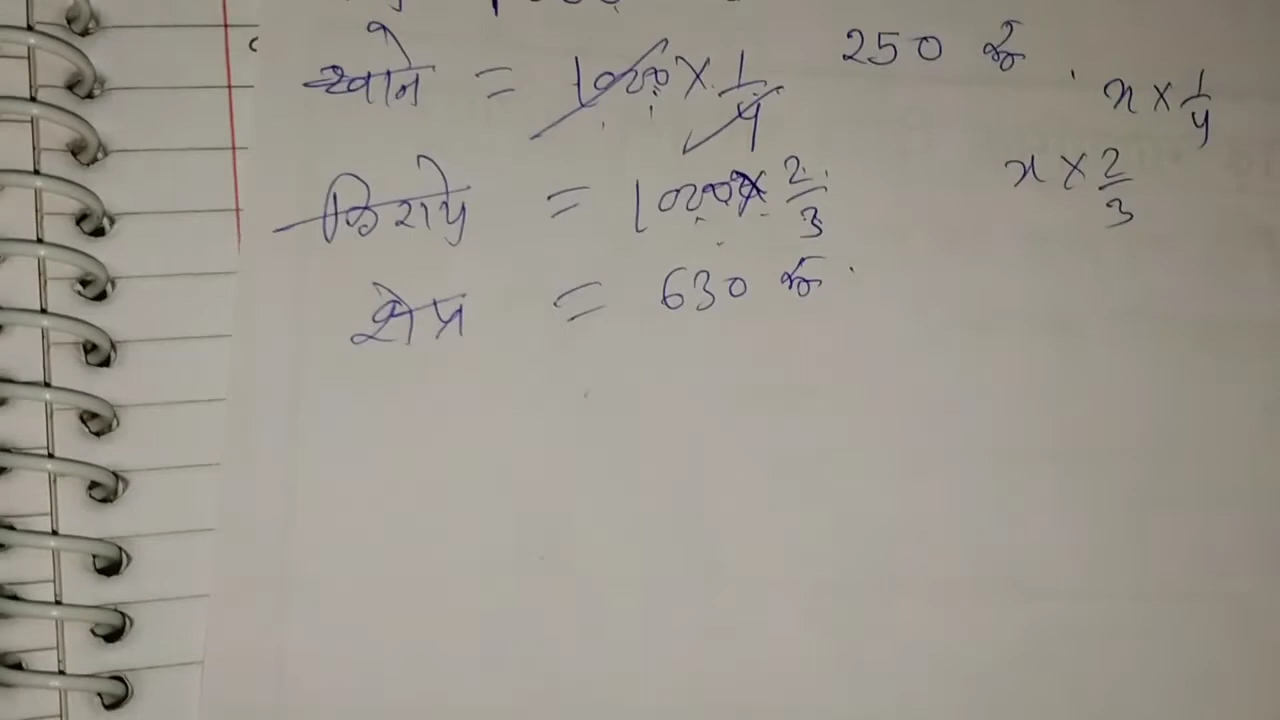 खाने = 1000 × 1/4 250 रु
x × 1/4
किराये = 1000 × 2/3
x × 2/3
शेष = 630 रु